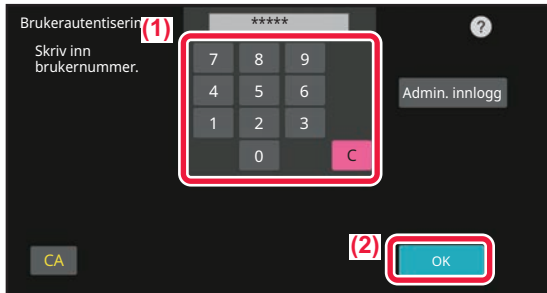 Brukerautentiserin
(1)
*****
?
Skriv inn
brukernummer.
7 8 9
4 5 6
Admin. innlogg
1 2 3
0 C
(2)
CA
OK